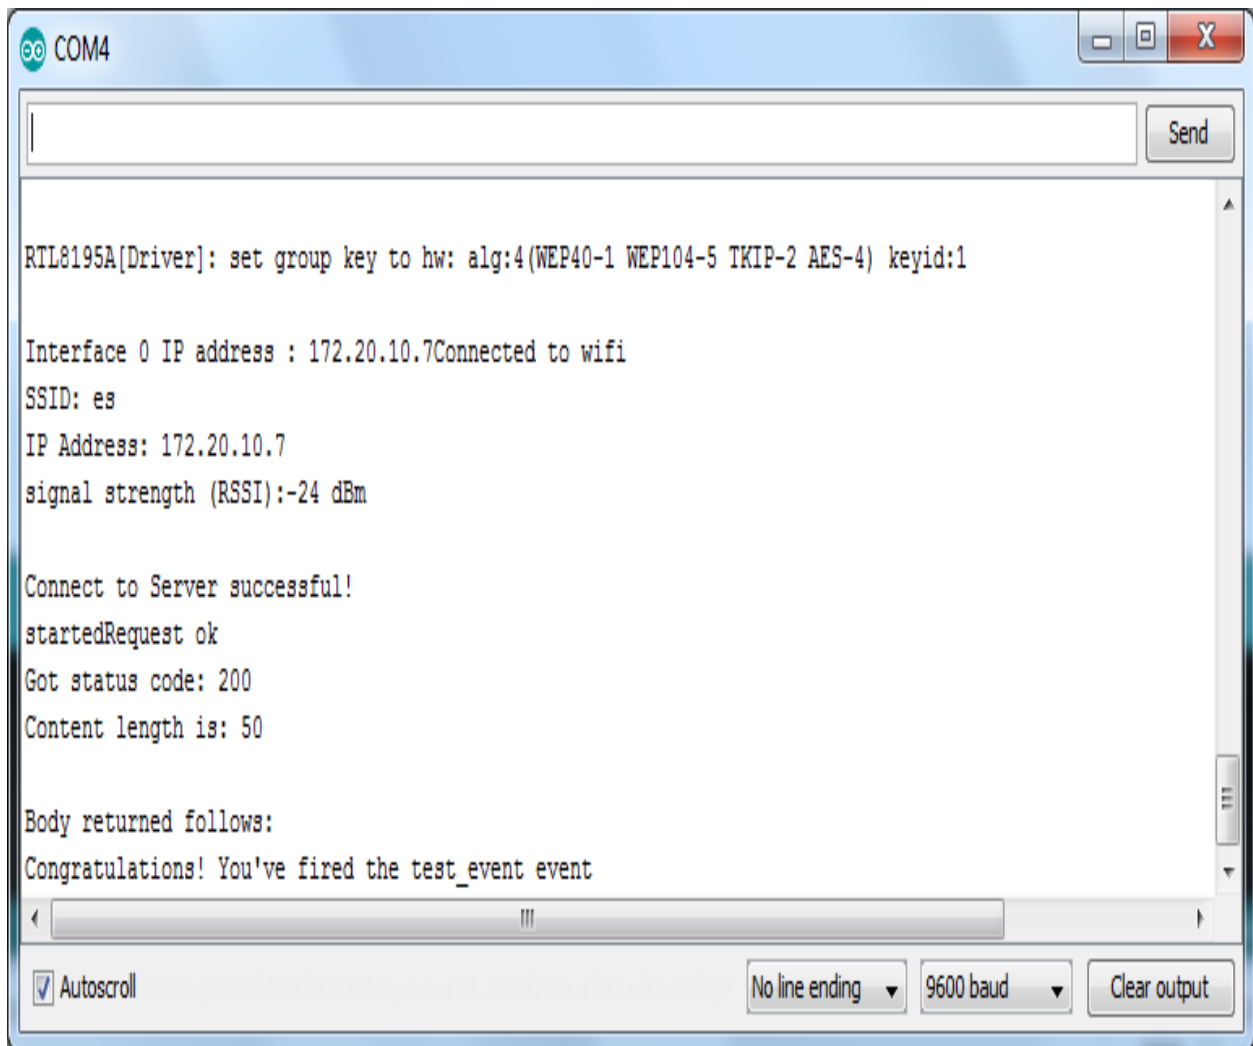 COM4
Send
RTL8195A[Driver]: set group key to hw: alg:4(WEP40-1 WEP104-5 TKIP-2 AES-4) keyid:1
Interface 0 IP address : 172.20.10.7Connected to wifi
SSID: es
IP Address: 172.20.10.7
signal strength (RSSI):-24 dBm
Connect to Server successful!
startedRequest ok
Got status code: 200
Content length is: 50
Body returned follows:
Congratulations! You've fired the test_event event
Autoscroll
No line ending
9600 baud
Clear output